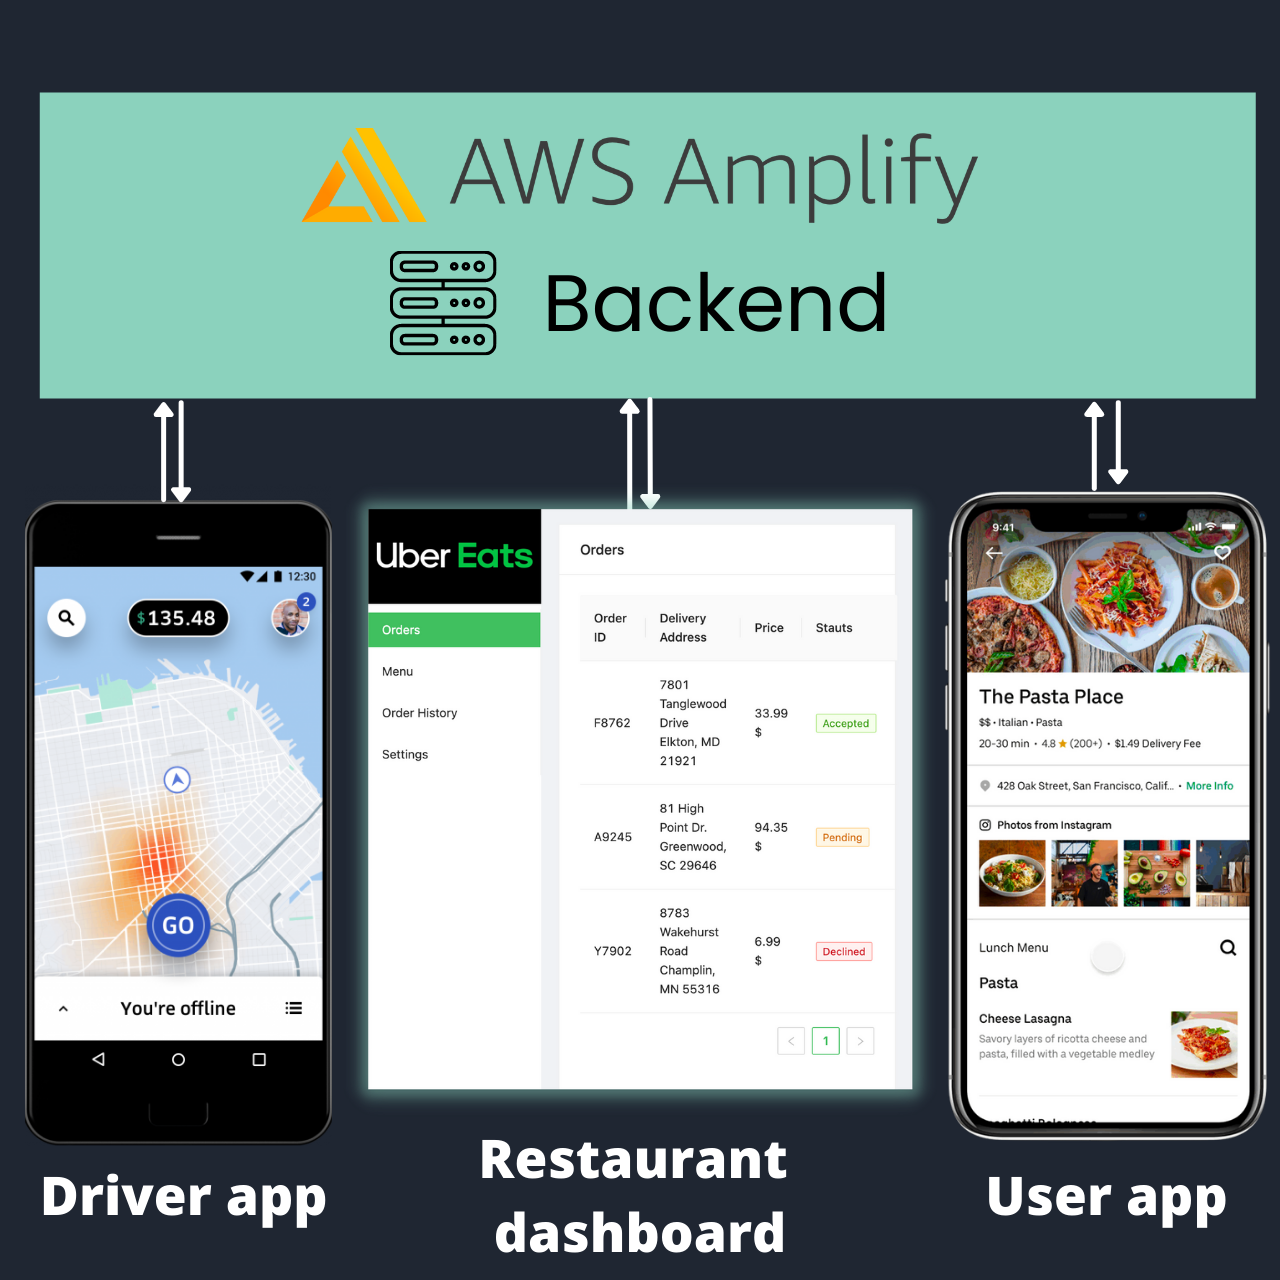 AWS Amplify
Backend
12:30
$135.48
2
GO
You're offline
Driver app
Uber Eats
Orders
Menu
Order History
Settings
Orders
Order
ID
Delivery
Address
Price
Stauts
F8762
7801
Tanglewood
Drive
Elkton, MD
21921
33.99
$
Accepted
A9245
81 High
Point Dr.
Greenwood,
SC 29646
94.35
$
Pending
Y7902
8783
Wakehurst
Road
Champlin,
MN 55316
6.99
$
Declined
< 1 >
Restaurant
dashboard
9:41
The Pasta Place
$$ • Italian • Pasta
20-30 min • 4.8 ★ (200+) • $1.49 Delivery Fee
428 Oak Street, San Francisco, Calif... • More Info
Photos from Instagram
Lunch Menu
Pasta
Cheese Lasagna
Savory layers of ricotta cheese and
pasta, filled with a vegetable medley
User app